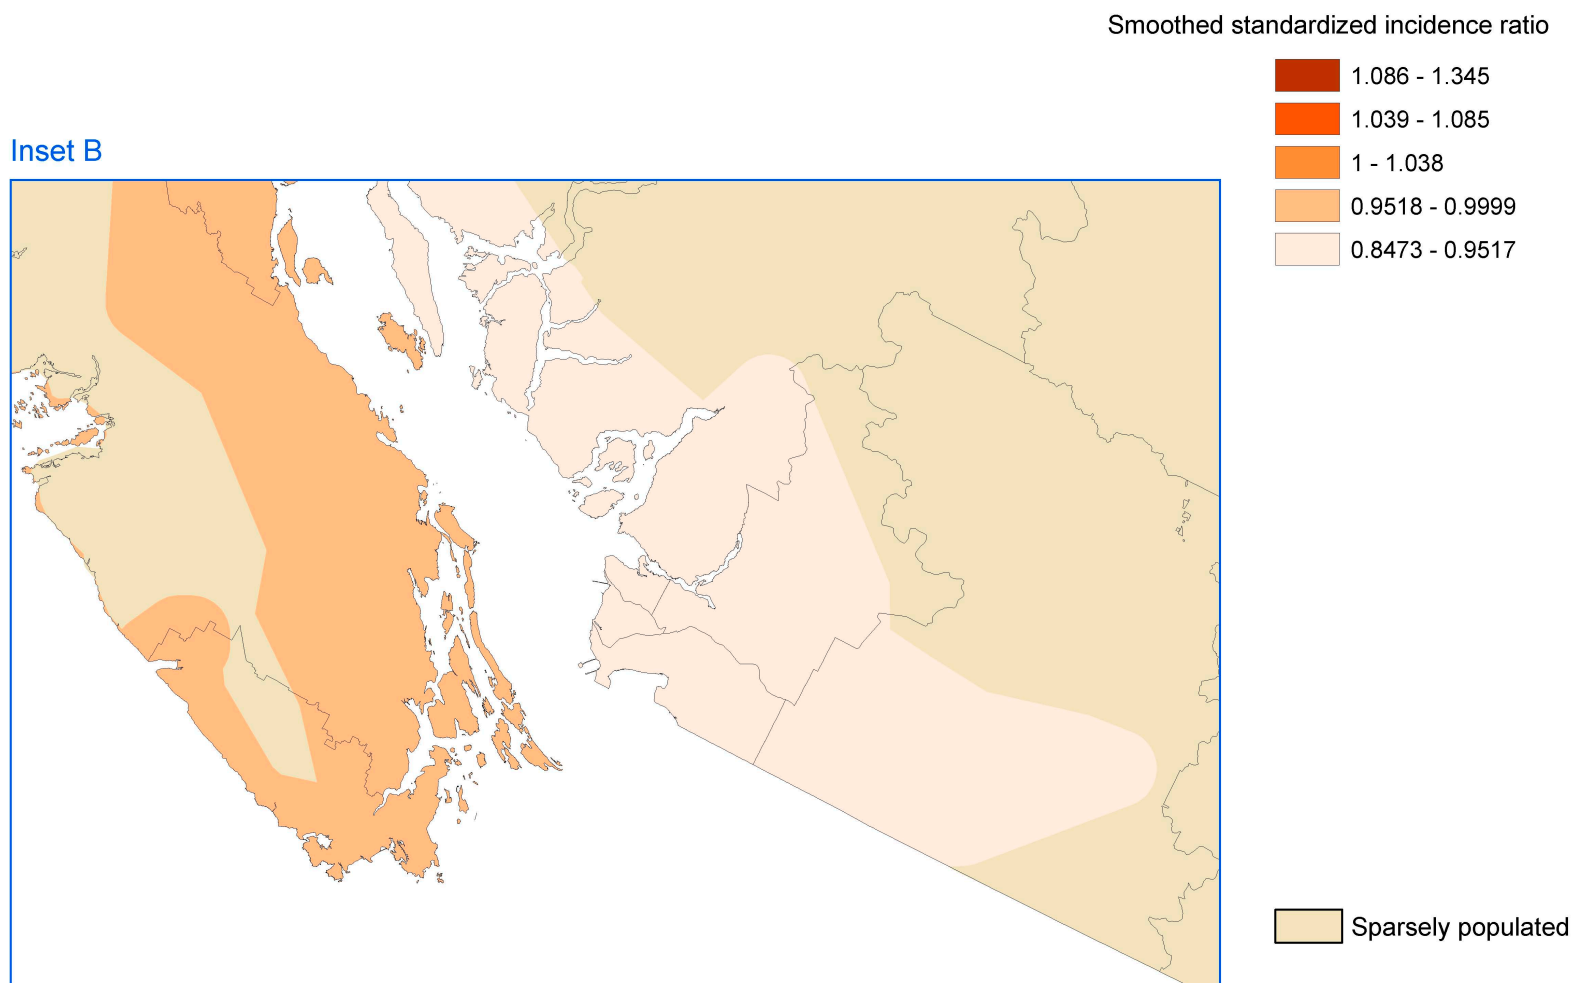 Smoothed standardized incidence ratio
1.086 - 1.345
1.039 - 1.085
1 - 1.038
0.9518 - 0.9999
0.8473 - 0.9517
Inset B
Sparsely populated